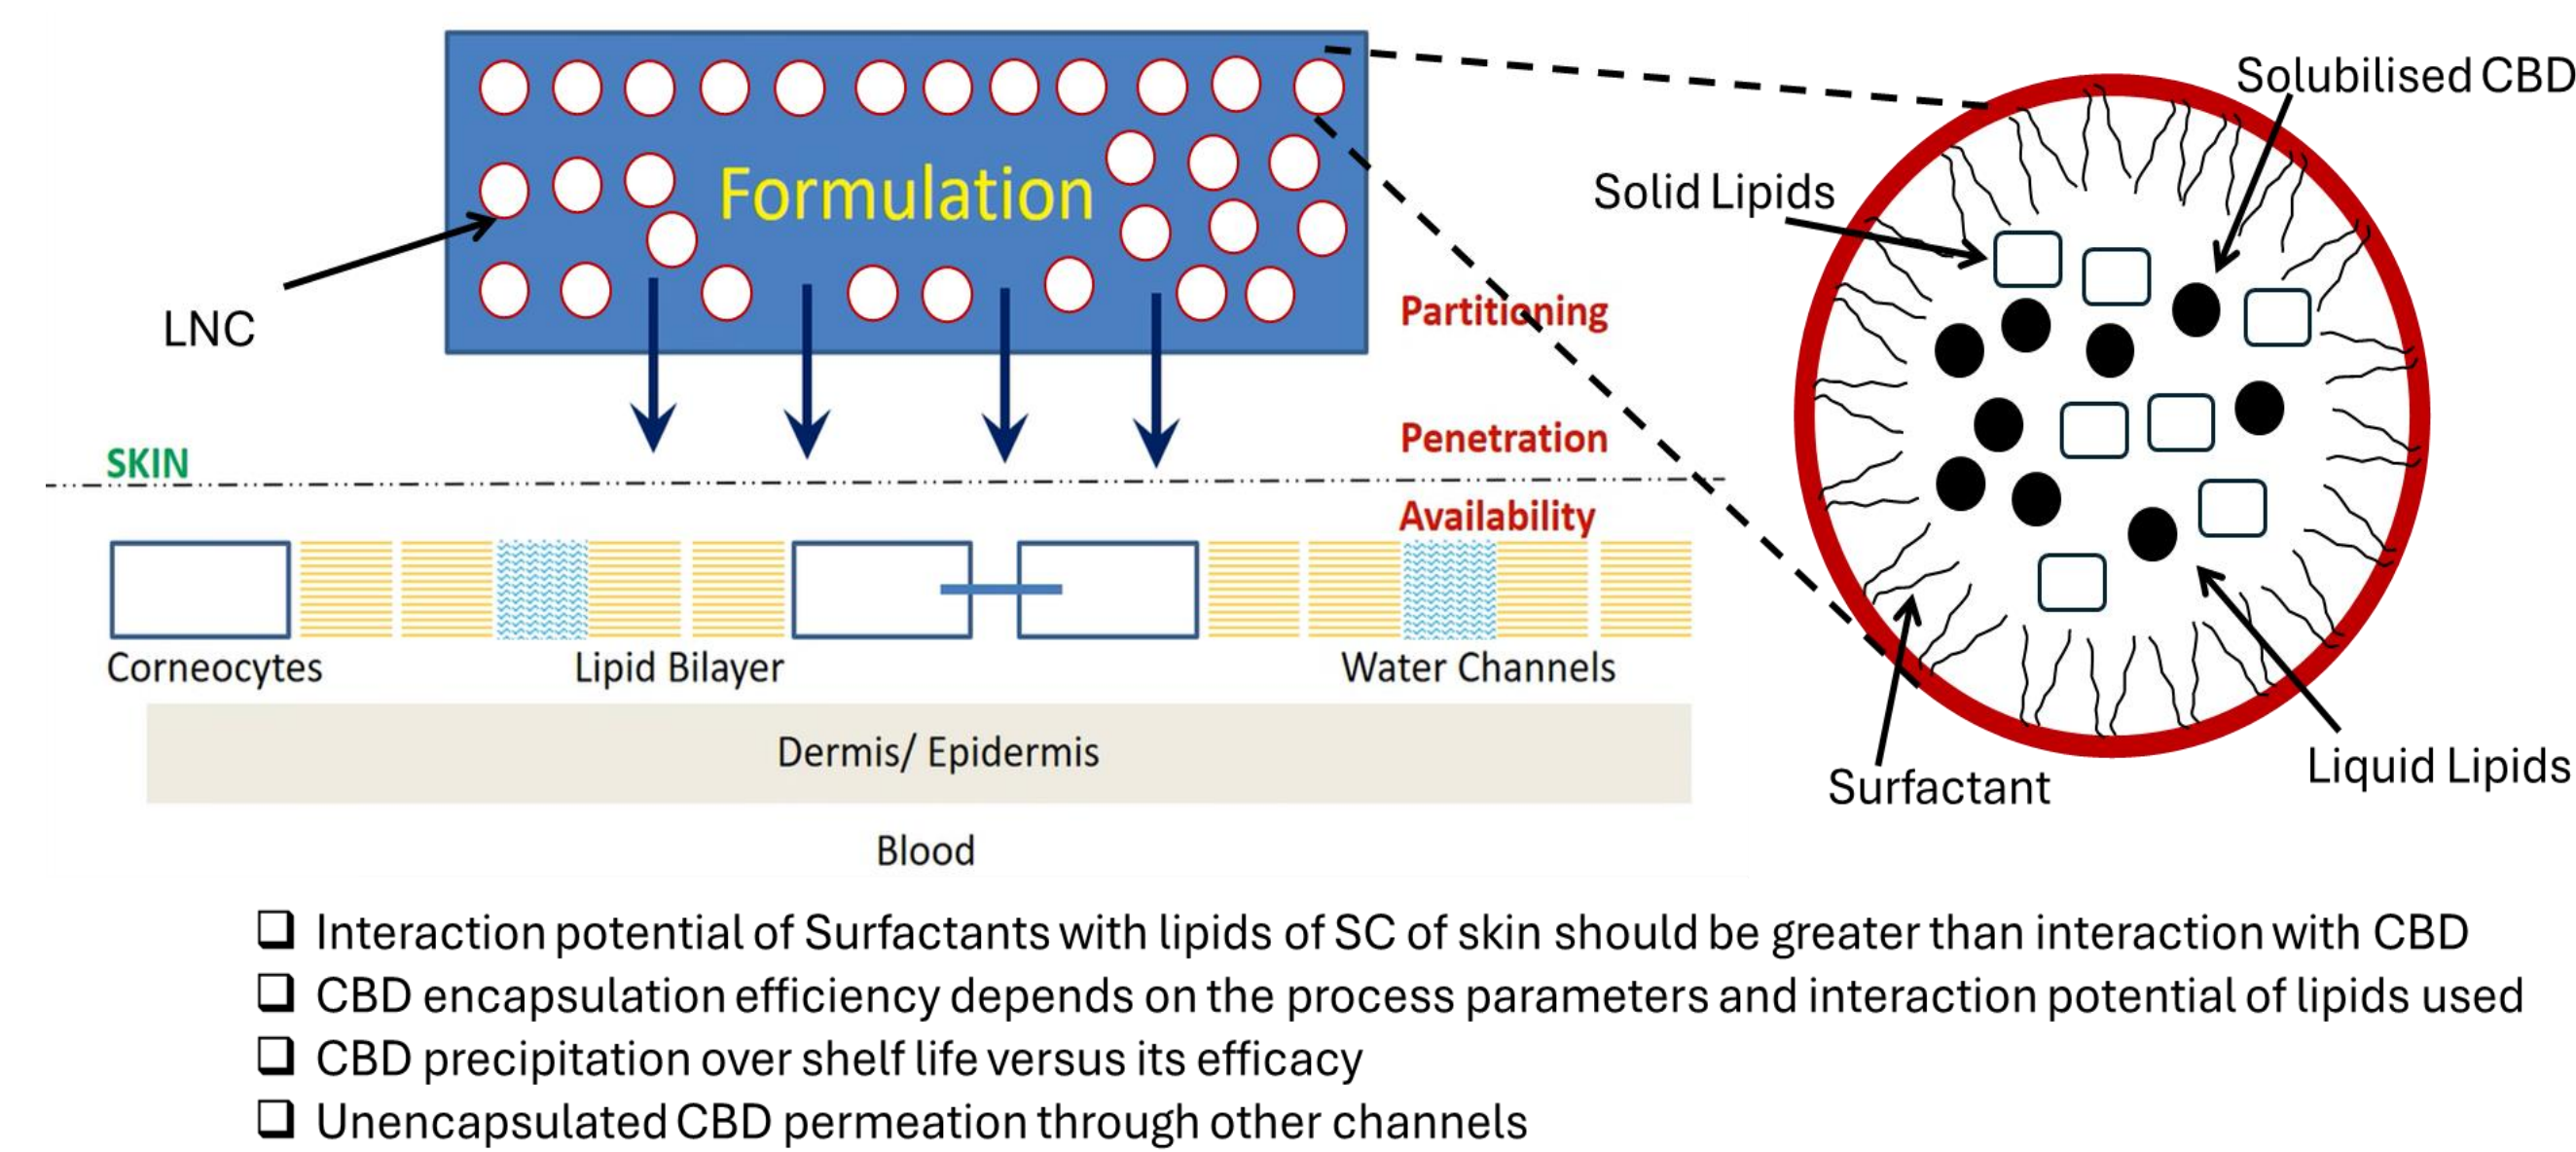 Solubilised CBD
Solid Lipids
Formulation
LNC
Partitioning
Penetration
SKIN
Availability
Corneocytes
Lipid Bilayer
Water Channels
Dermis/ Epidermis
Surfactant
Liquid Lipids
Blood
Interaction potential of Surfactants with lipids of SC of skin should be greater than interaction with CBD
CBD encapsulation efficiency depends on the process parameters and interaction potential of lipids used
CBD precipitation over shelf life versus its efficacy
Unencapsulated CBD permeation through other channels